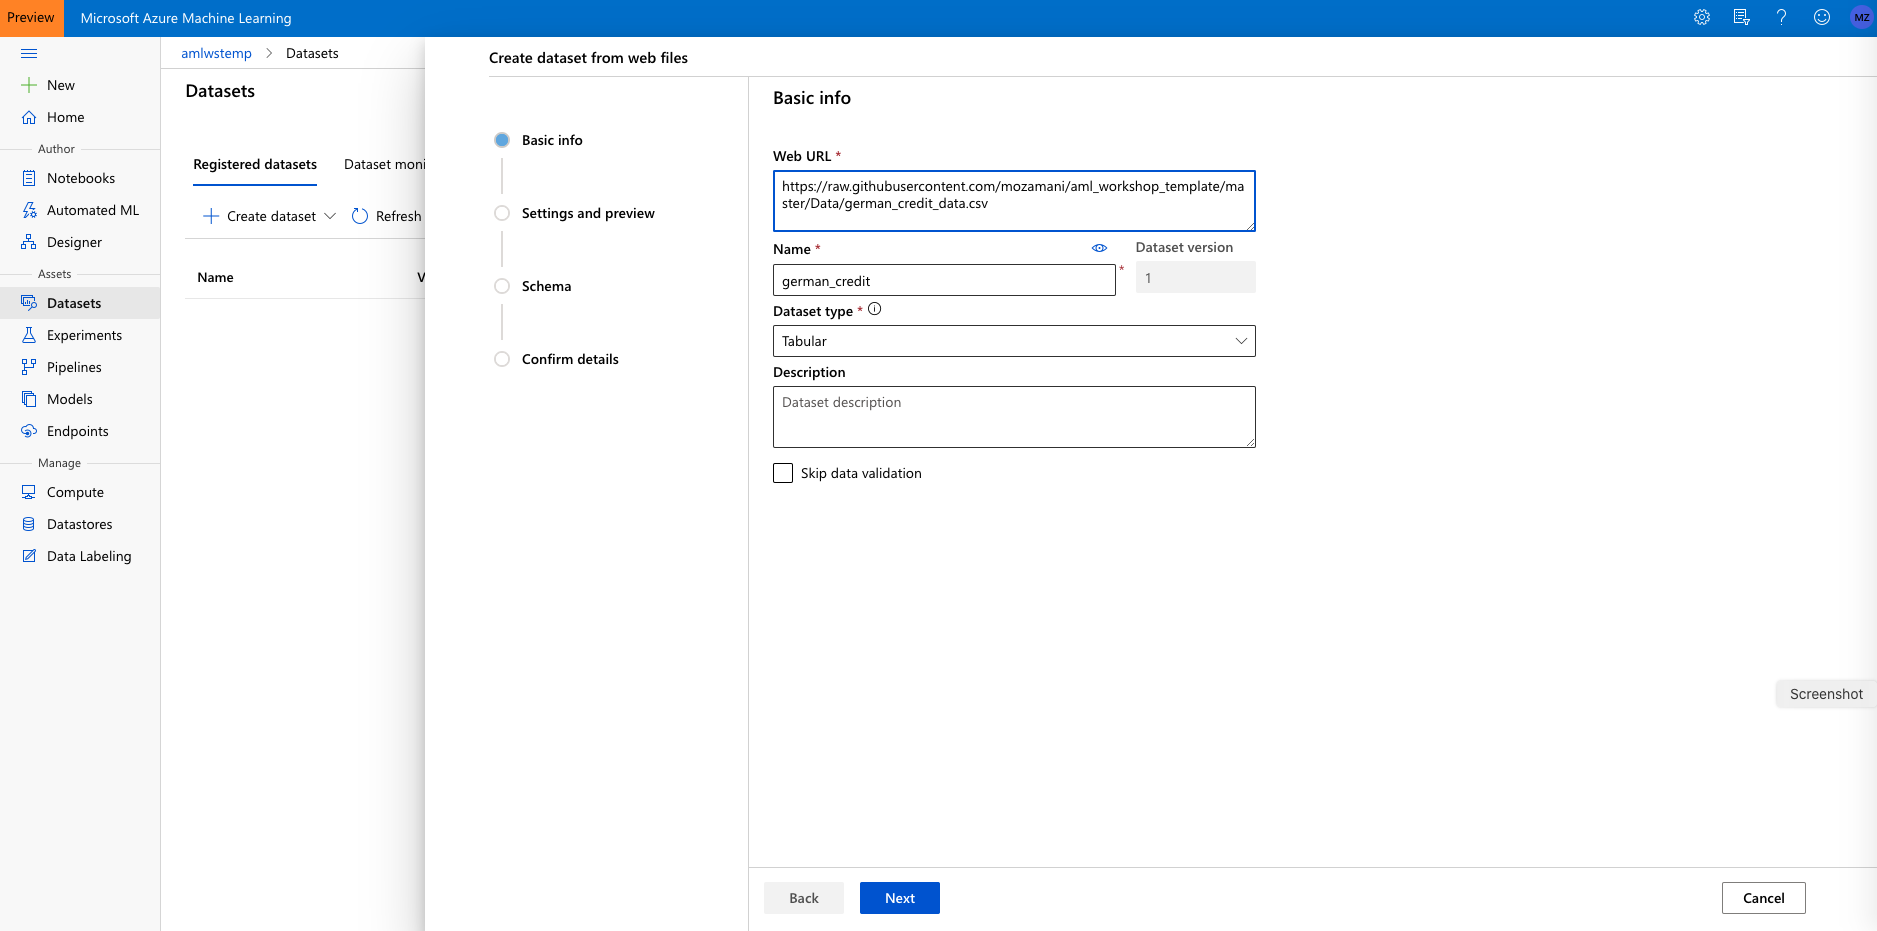 Preview
Microsoft Azure Machine Learning
MZ
amlwstemp > Datasets
New
Home
Author
Notebooks
Automated ML
Designer
Assets
Datasets
Experiments
Pipelines
Models
Endpoints
Manage
Compute
Datastores
Data Labeling
Datasets
Registered datasets Dataset moni
Create dataset Refresh
Name V
Create dataset from web files
Basic info
Settings and preview
Schema
Confirm details
Basic info
Web URL *
https://raw.githubusercontent.com/mozamani/aml_workshop_template/ma
ster/Data/german_credit_data.csv
Name * Dataset version
german_credit * 1
Dataset type *
Tabular
Description
Dataset description
Skip data validation
Screenshot
Back Next Cancel